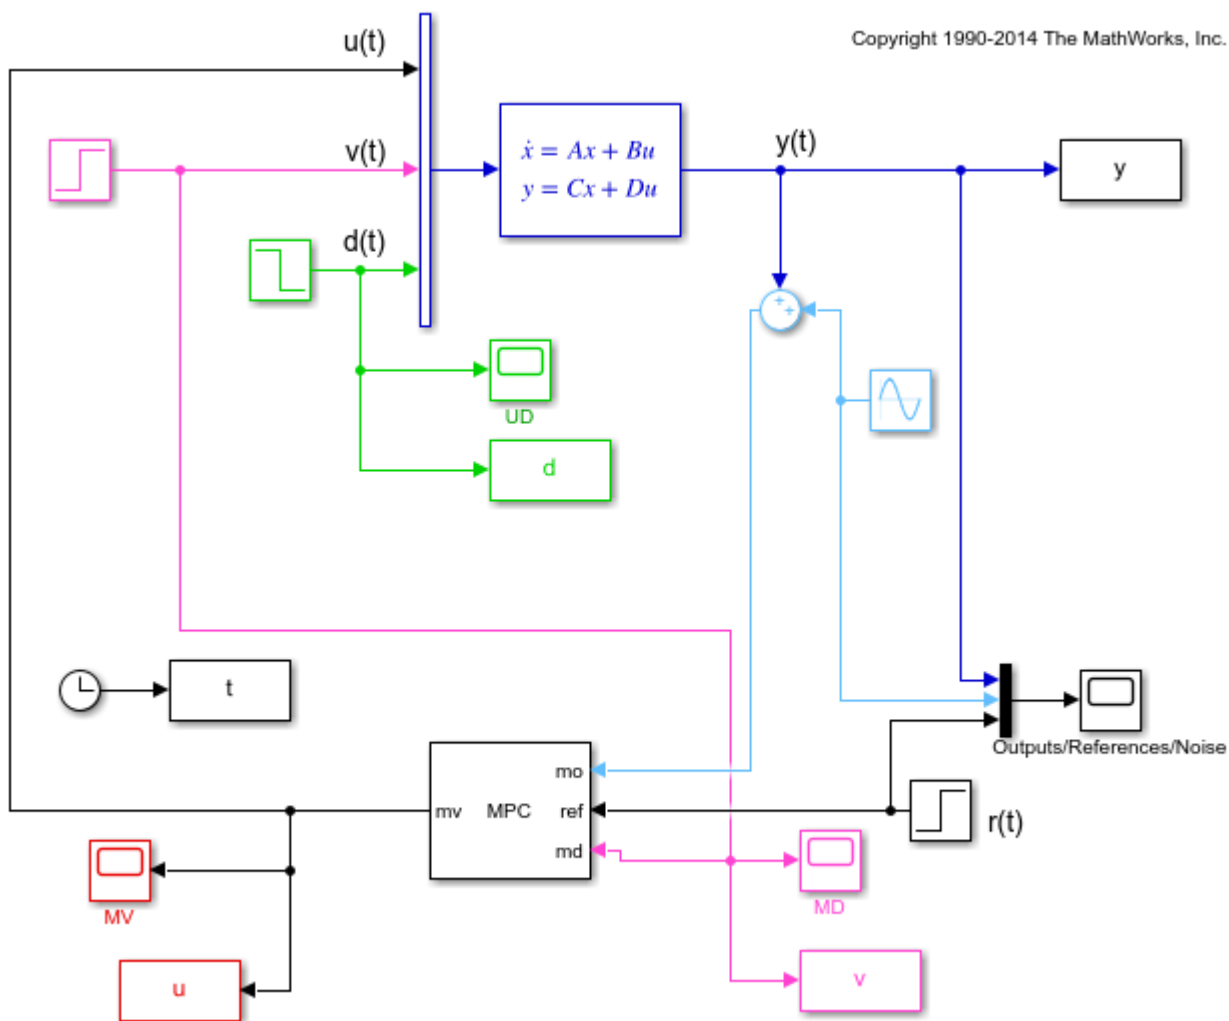 Copyright 1990-2014 The MathWorks, Inc.
u(t)
v(t)
d(t)
ẋ = Ax + Bu
y = Cx + Du
y(t)
y
+
+
UD
d
t
Outputs/References/Noise
mo
mv
MPC
ref
md
r(t)
MV
MD
u
v